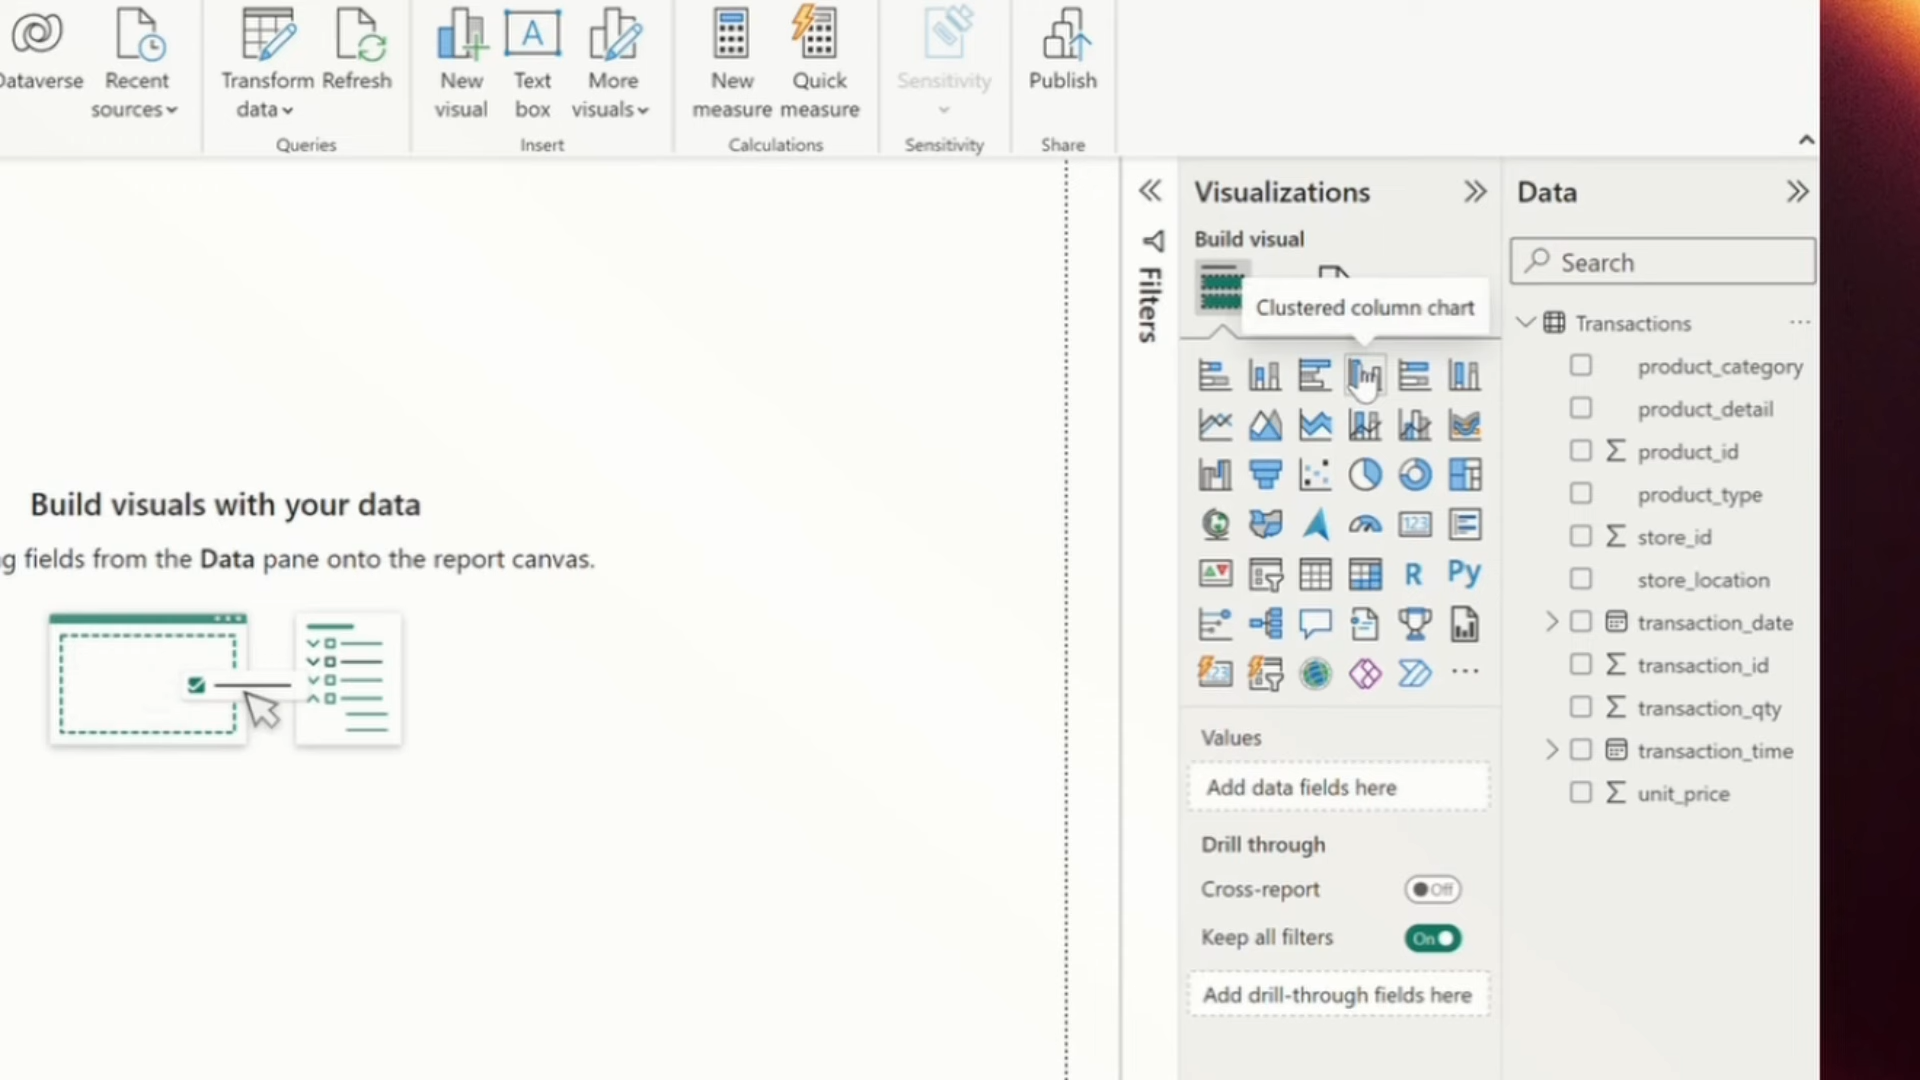 Dataverse
Recent
sources
Transform
data
Refresh
Queries
New
visual
A
Text
box
More
visuals
Insert
New
measure
Quick
measure
Calculations
Sensitivity
Sensitivity
Publish
Share
Build visuals with your data
g fields from the Data pane onto the report canvas.
Filters
Visualizations
Build visual
Clustered column chart
123
R
Py
123
Values
Add data fields here
Drill through
Cross-report
Off
Keep all filters
On
Add drill-through fields here
Data
Search
Transactions
product_category
product_detail
Σ product_id
product_type
Σ store_id
store_location
transaction_date
Σ transaction_id
Σ transaction_qty
transaction_time
Σ unit_price